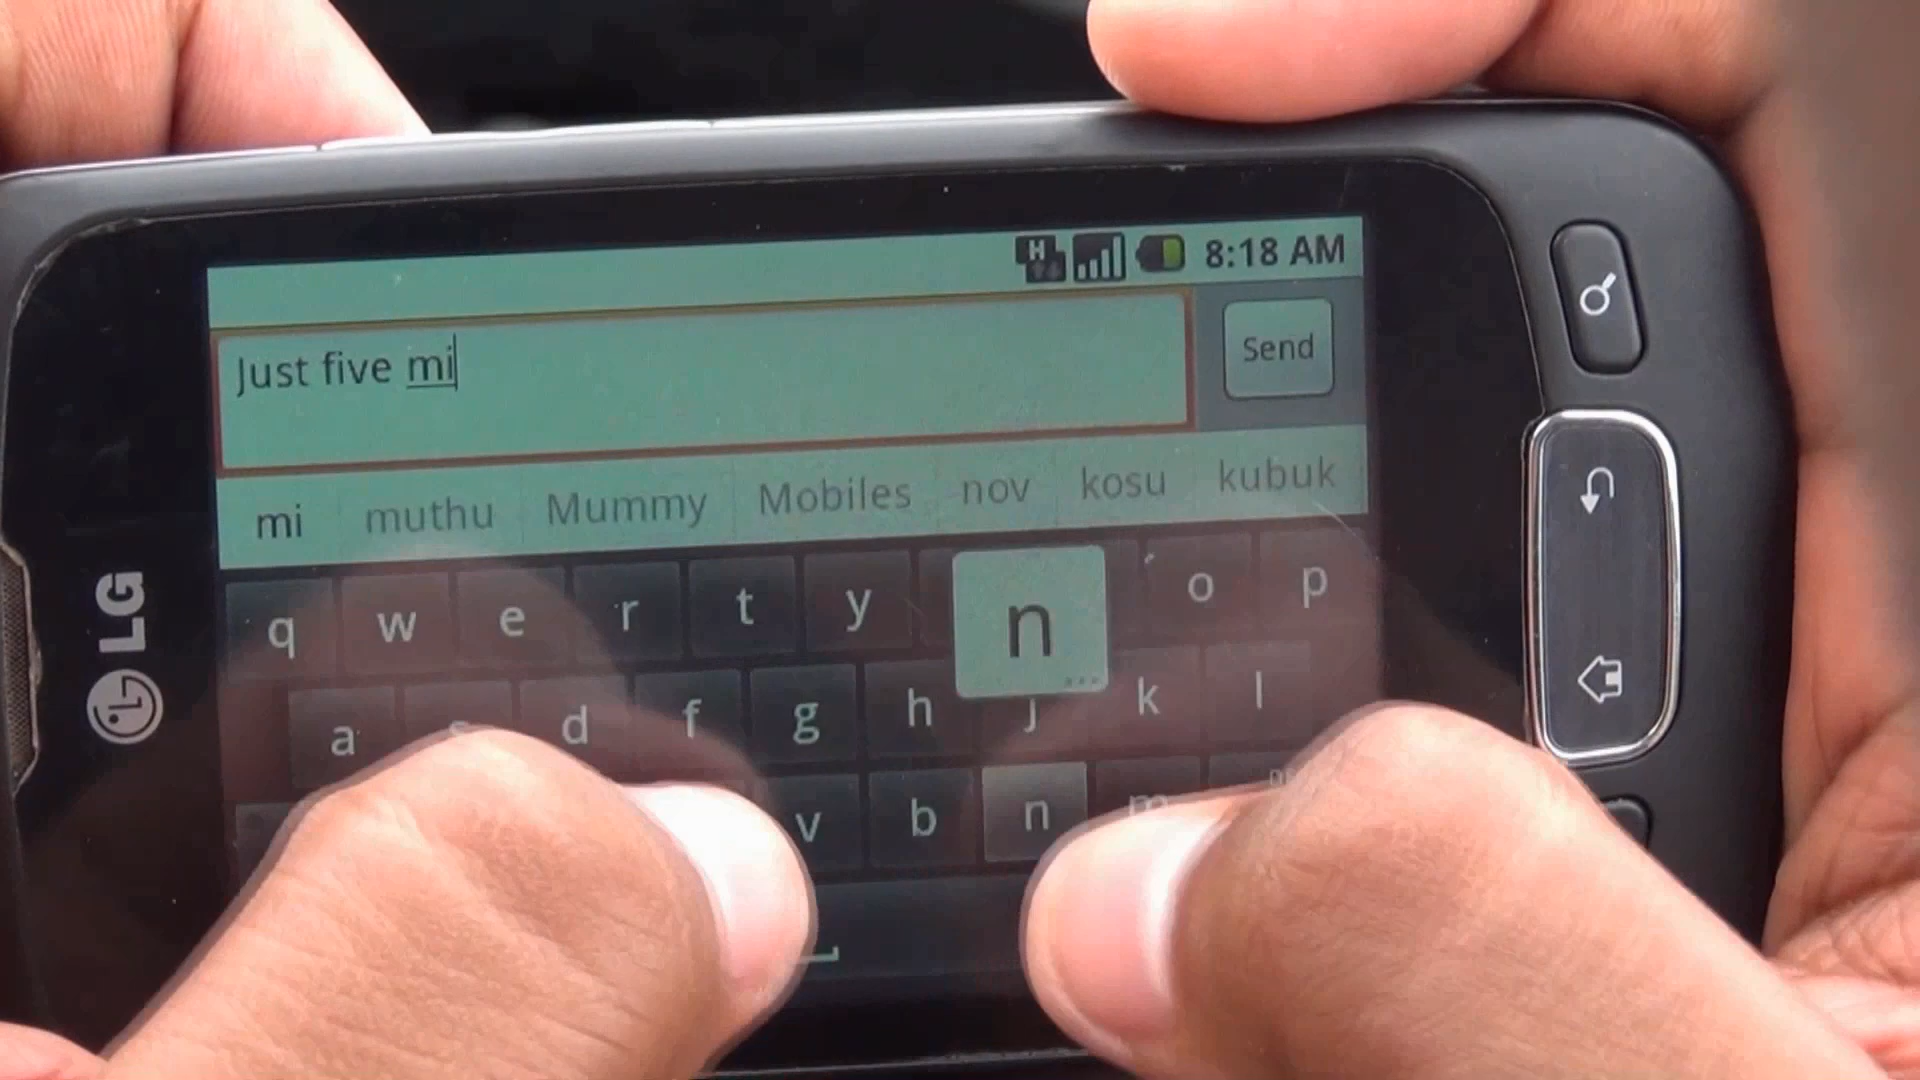 H 8:18 AM
Just five mi
Send
mi muthu Mummy Mobiles nov kosu kubuk
n
q w e r t y o p
a s d f g h j k l
v b n m
LG